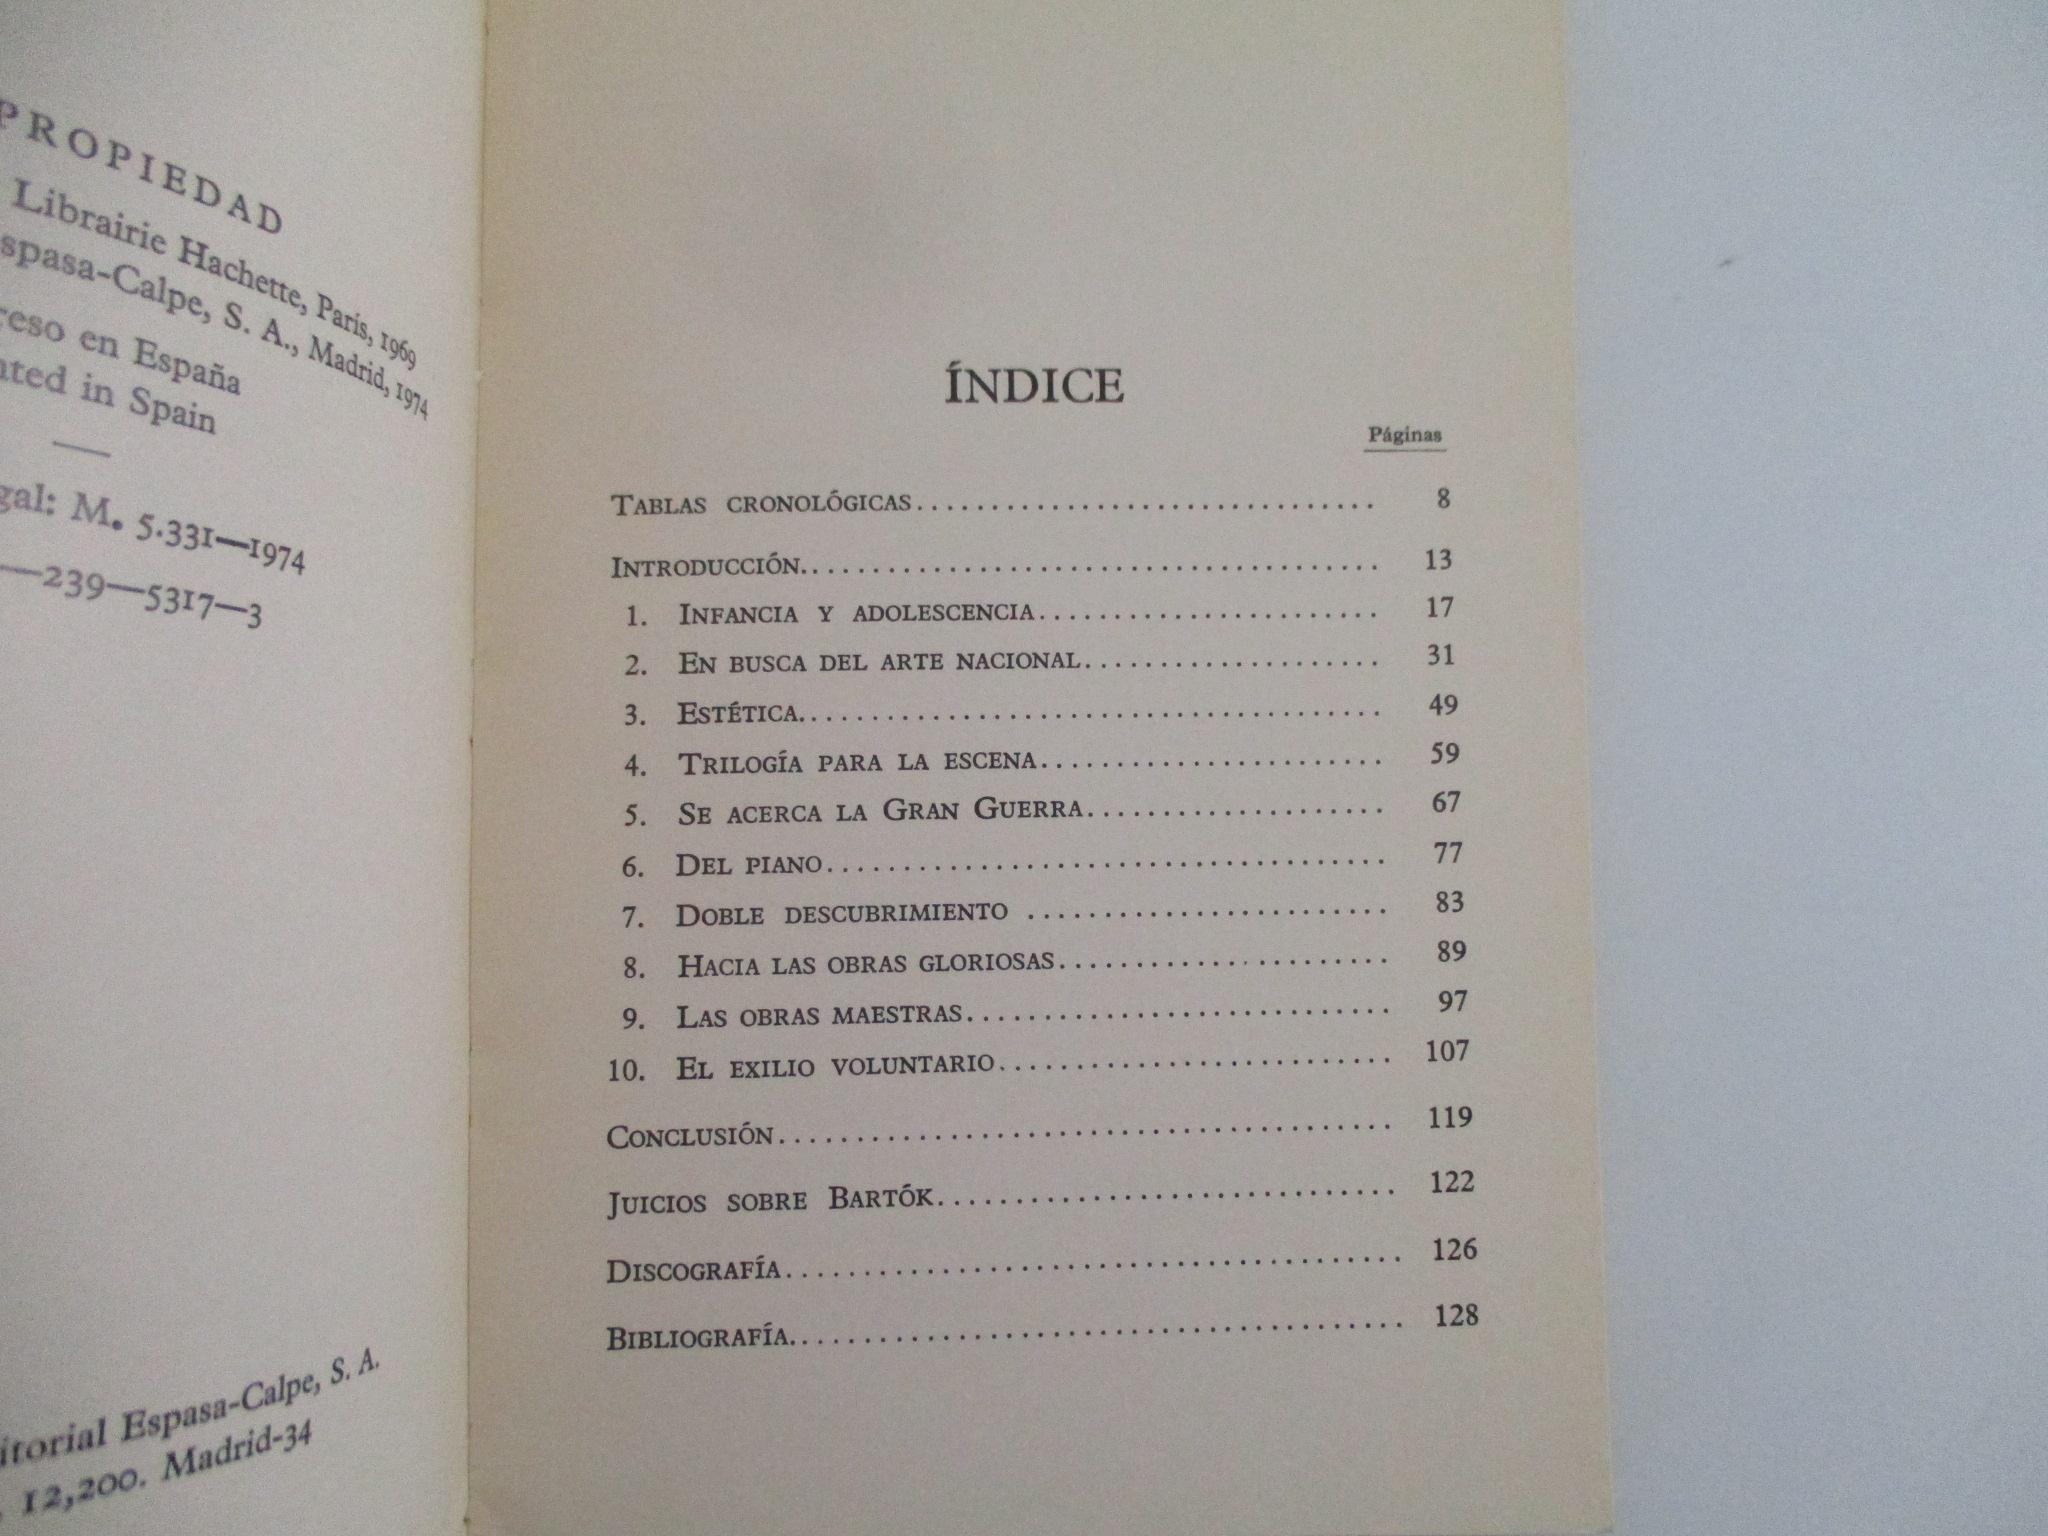 PROPIEDAD
Librairie Hachette, París, 1969
spasa-Calpe, S. A., Madrid, 1974
reso en España
nted in Spain
gal: M. 5.331—1974
—239—5317—3
itorial Espasa-Calpe, S. A.
12,200. Madrid-34
ÍNDICE
Páginas
TABLAS CRONOLÓGICAS 8
INTRODUCCIÓN 13
1. INFANCIA Y ADOLESCENCIA 17
2. EN BUSCA DEL ARTE NACIONAL 31
3. ESTÉTICA 49
4. TRILOGÍA PARA LA ESCENA 59
5. SE ACERCA LA GRAN GUERRA 67
6. DEL PIANO 77
7. DOBLE DESCUBRIMIENTO 83
8. HACIA LAS OBRAS GLORIOSAS 89
9. LAS OBRAS MAESTRAS 97
10. EL EXILIO VOLUNTARIO 107
CONCLUSIÓN 119
JUICIOS SOBRE BARTÓK 122
DISCOGRAFÍA 126
BIBLIOGRAFÍA 128